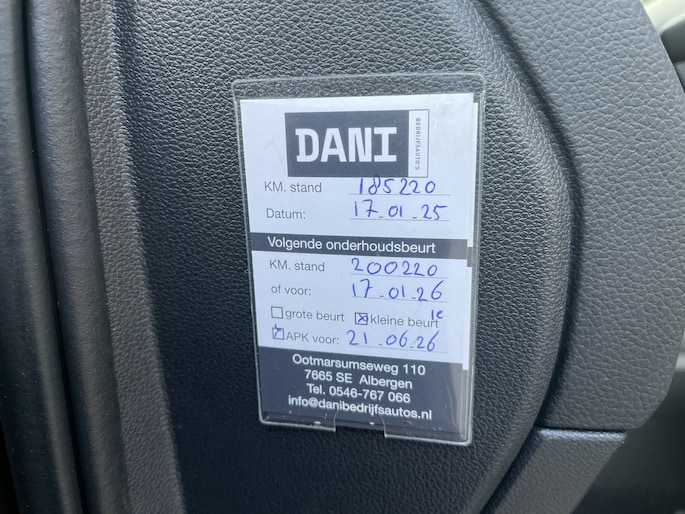 DANI
BEDRIJFSAUTO'S
KM. stand 185220
Datum: 17-01-25
Volgende onderhoudsbeurt
KM. stand 200220
of voor: 17-01-26
grote beurt kleine beurt 1e
APK voor: 21-06-26
Ootmarsumseweg 110
7665 SE Albergen
Tel. 0546-767 066
info@danibedrijfsautos.nl